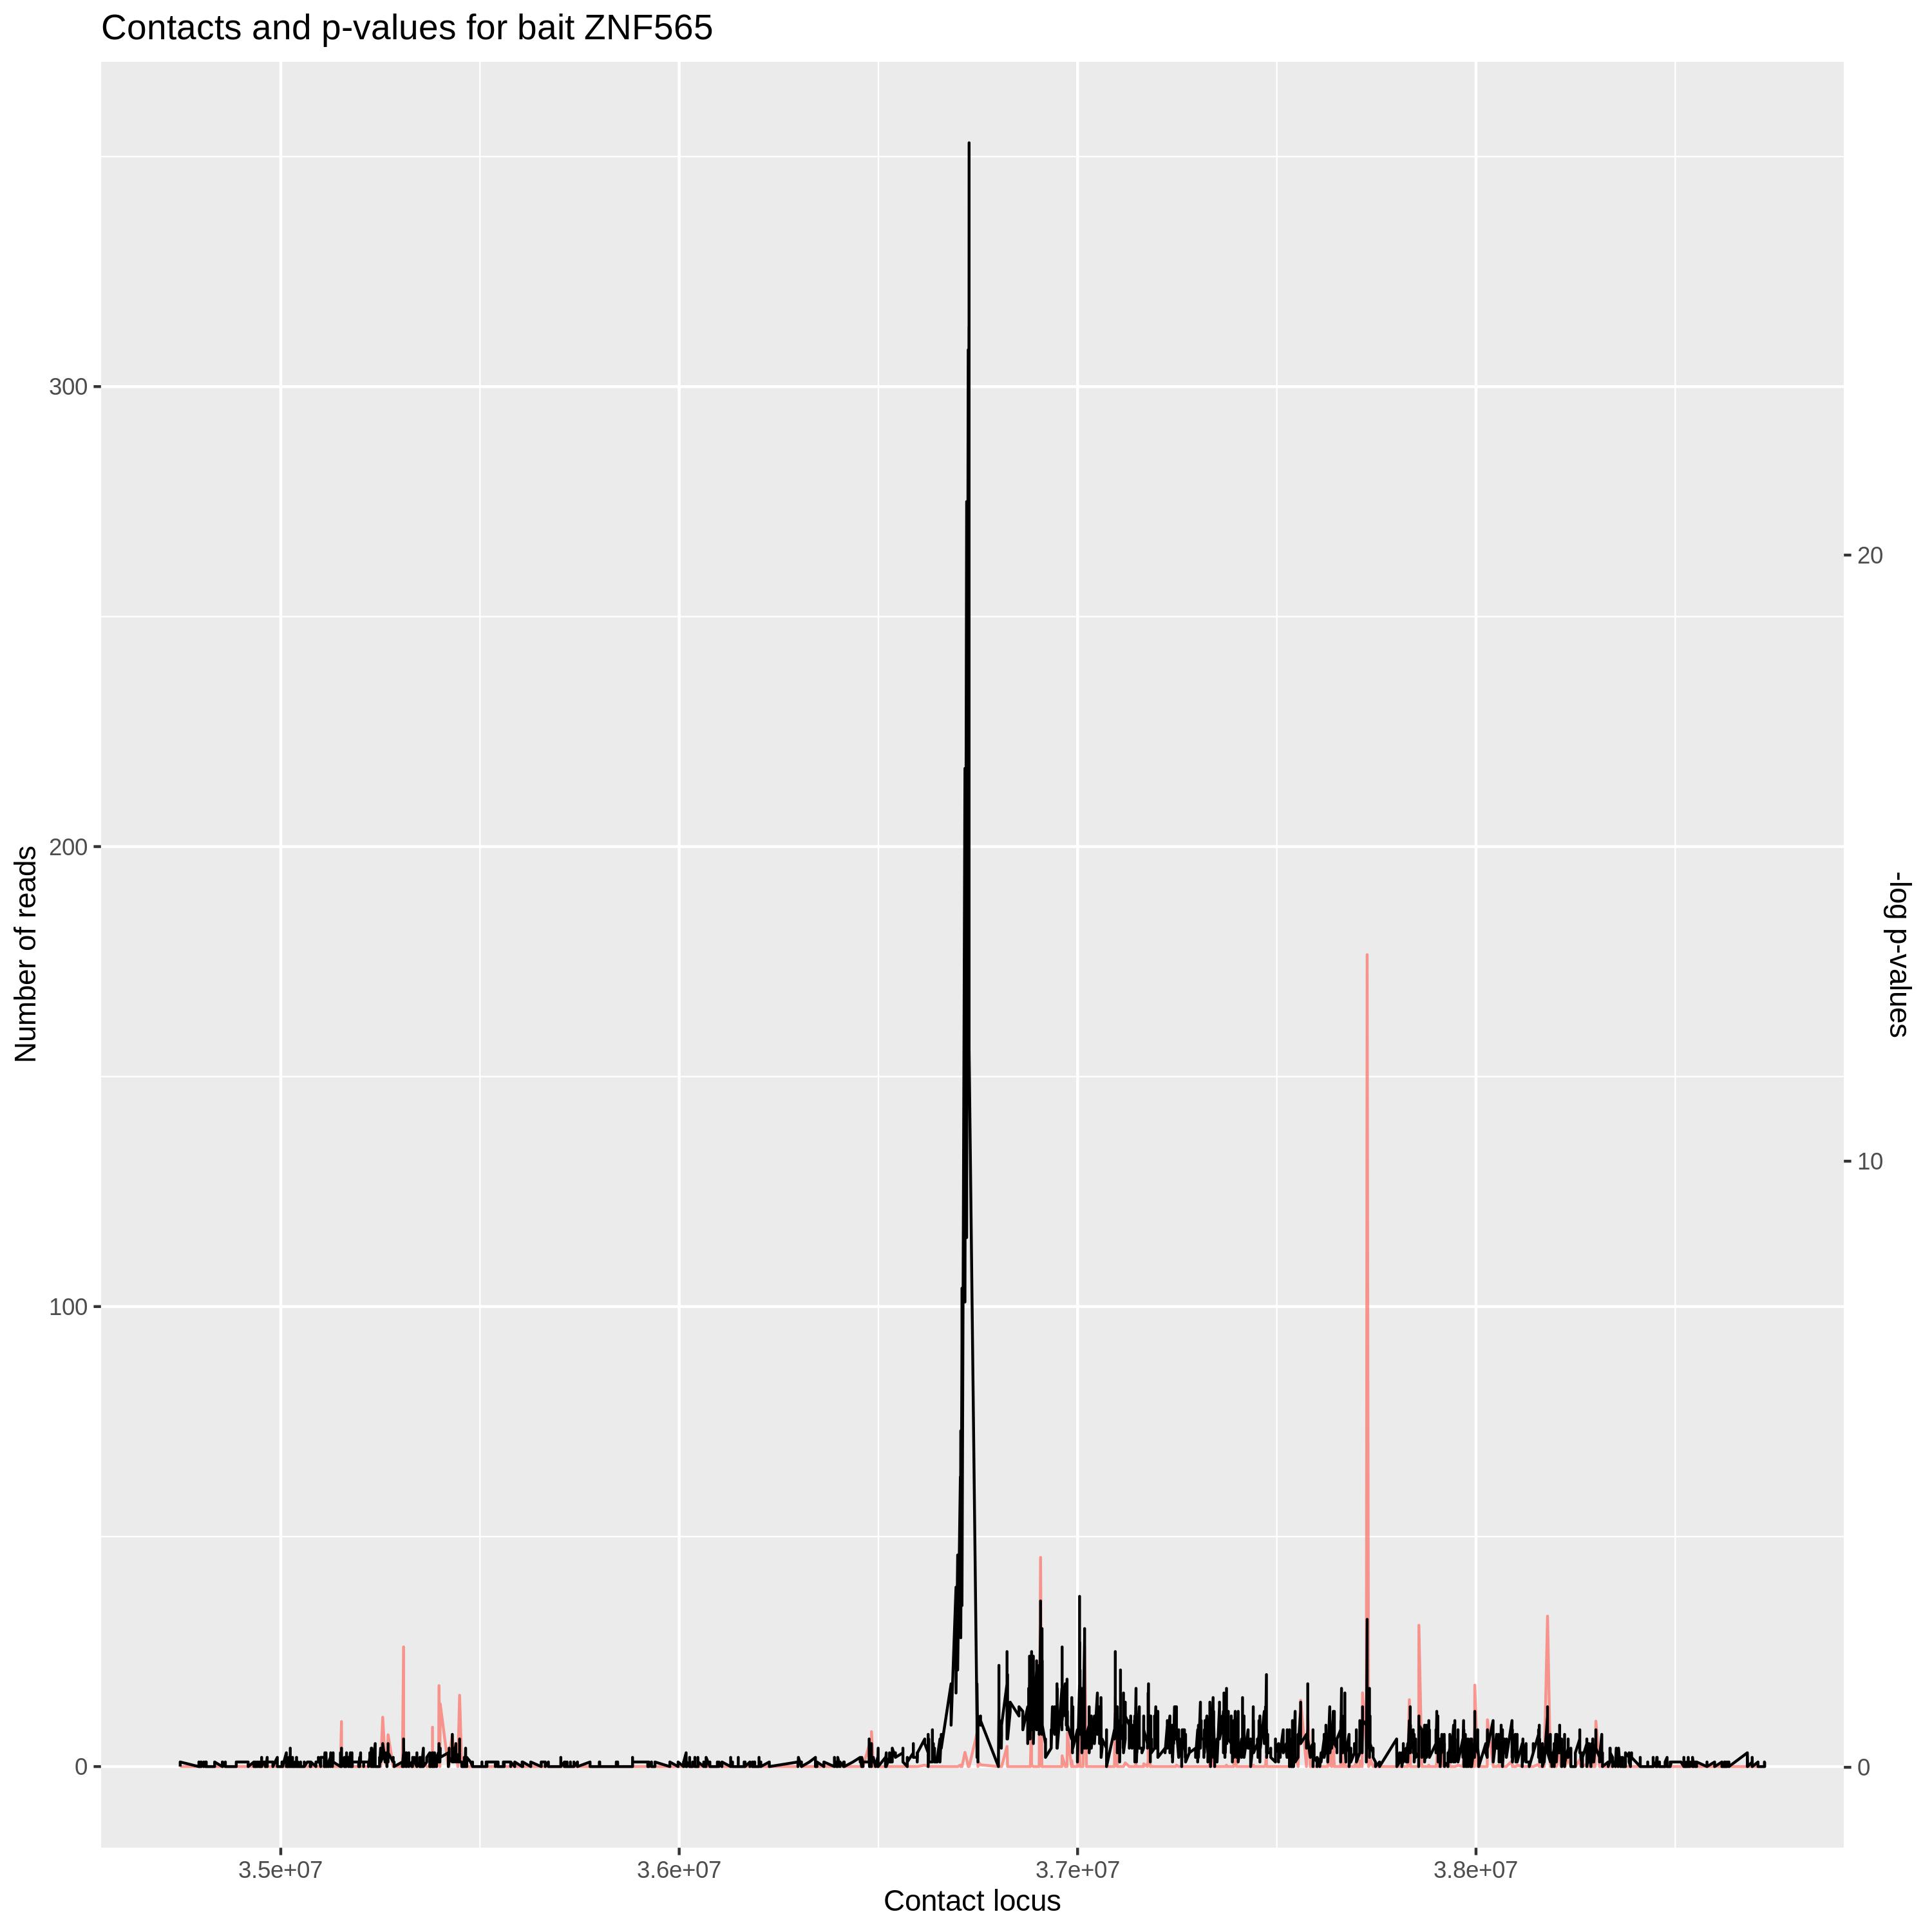 Contacts and p-values for bait ZNF565
300
200
100
0
Number of reads
20
10
0
-log p-values
3.5e+07
3.6e+07
3.7e+07
3.8e+07
Contact locus